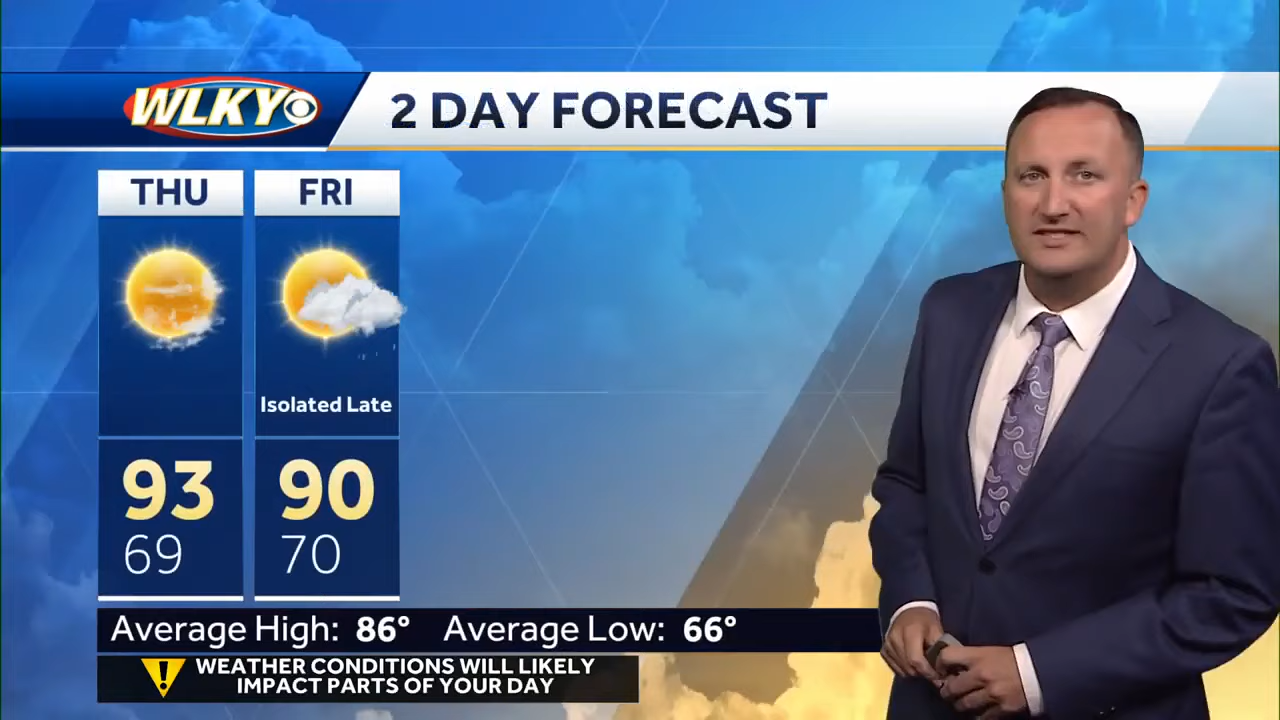 WLKY
2 DAY FORECAST
THU
FRI
Isolated Late
93
90
69
70
Average High: 86° Average Low: 66°
WEATHER CONDITIONS WILL LIKELY
IMPACT PARTS OF YOUR DAY